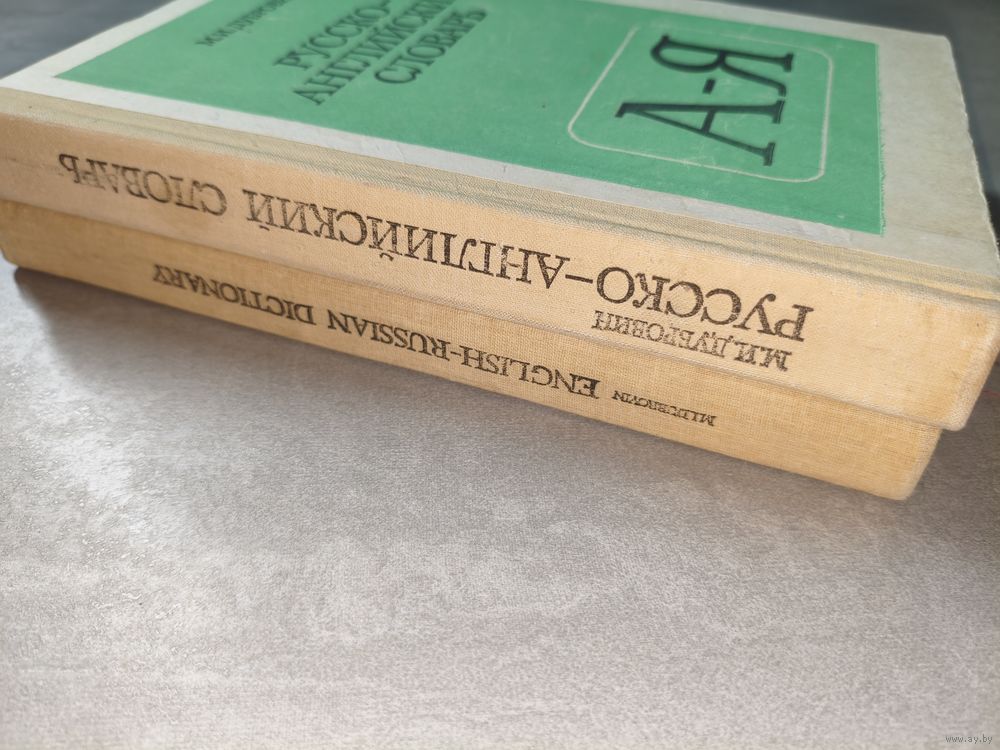 РУССКО-
АНГЛИЙСКИЙ
СЛОВАРЬ
А-Я
М.И.ДУБРОВИН
РУССКО-АНГЛИЙСКИЙ СЛОВАРЬ
M.I.DUBROVIN ENGLISH-RUSSIAN DICTIONARY
www.ay.by